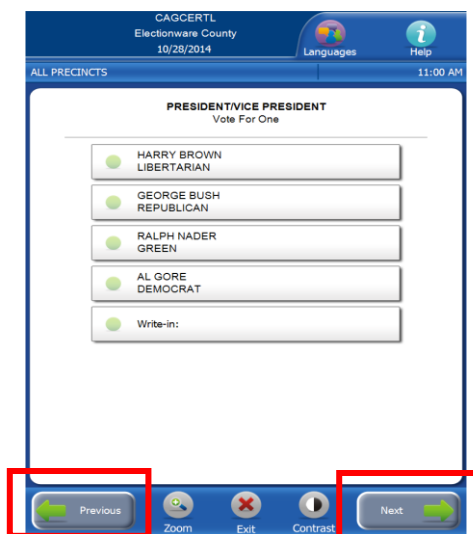 CAGCERTL
Electionware County
10/28/2014
Languages
Help
ALL PRECINCTS
11:00 AM
PRESIDENT/VICE PRESIDENT
Vote For One
HARRY BROWN
LIBERTARIAN
GEORGE BUSH
REPUBLICAN
RALPH NADER
GREEN
AL GORE
DEMOCRAT
Write-in:
Previous
Zoom
Exit
Contrast
Next